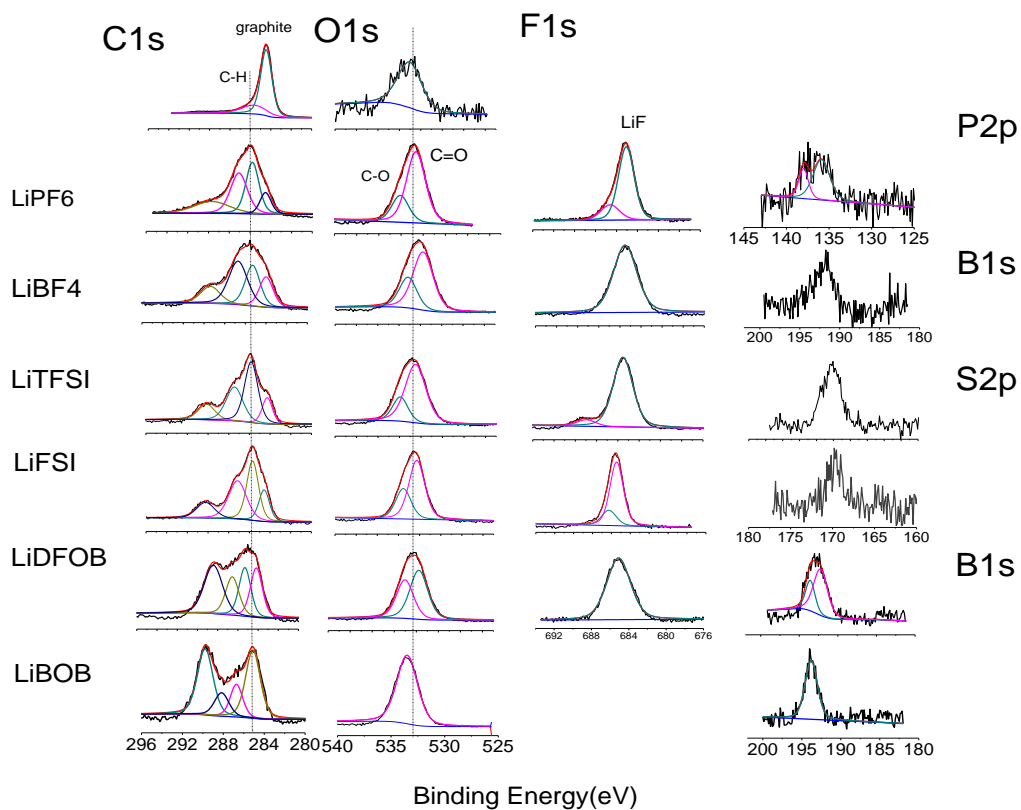 C1s
graphite
O1s
F1s
C-H
P2p
LiF
C=O
C-O
LiPF6
145 140 135 130 125
B1s
LiBF4
200 195 190 185 180
S2p
LiTFSI
LiFSI
180 175 170 165 160
LiDFOB
B1s
692 688 684 680 676
LiBOB
296 292 288 284 280
540 535 530 525
200 195 190 185 180
Binding Energy(eV)